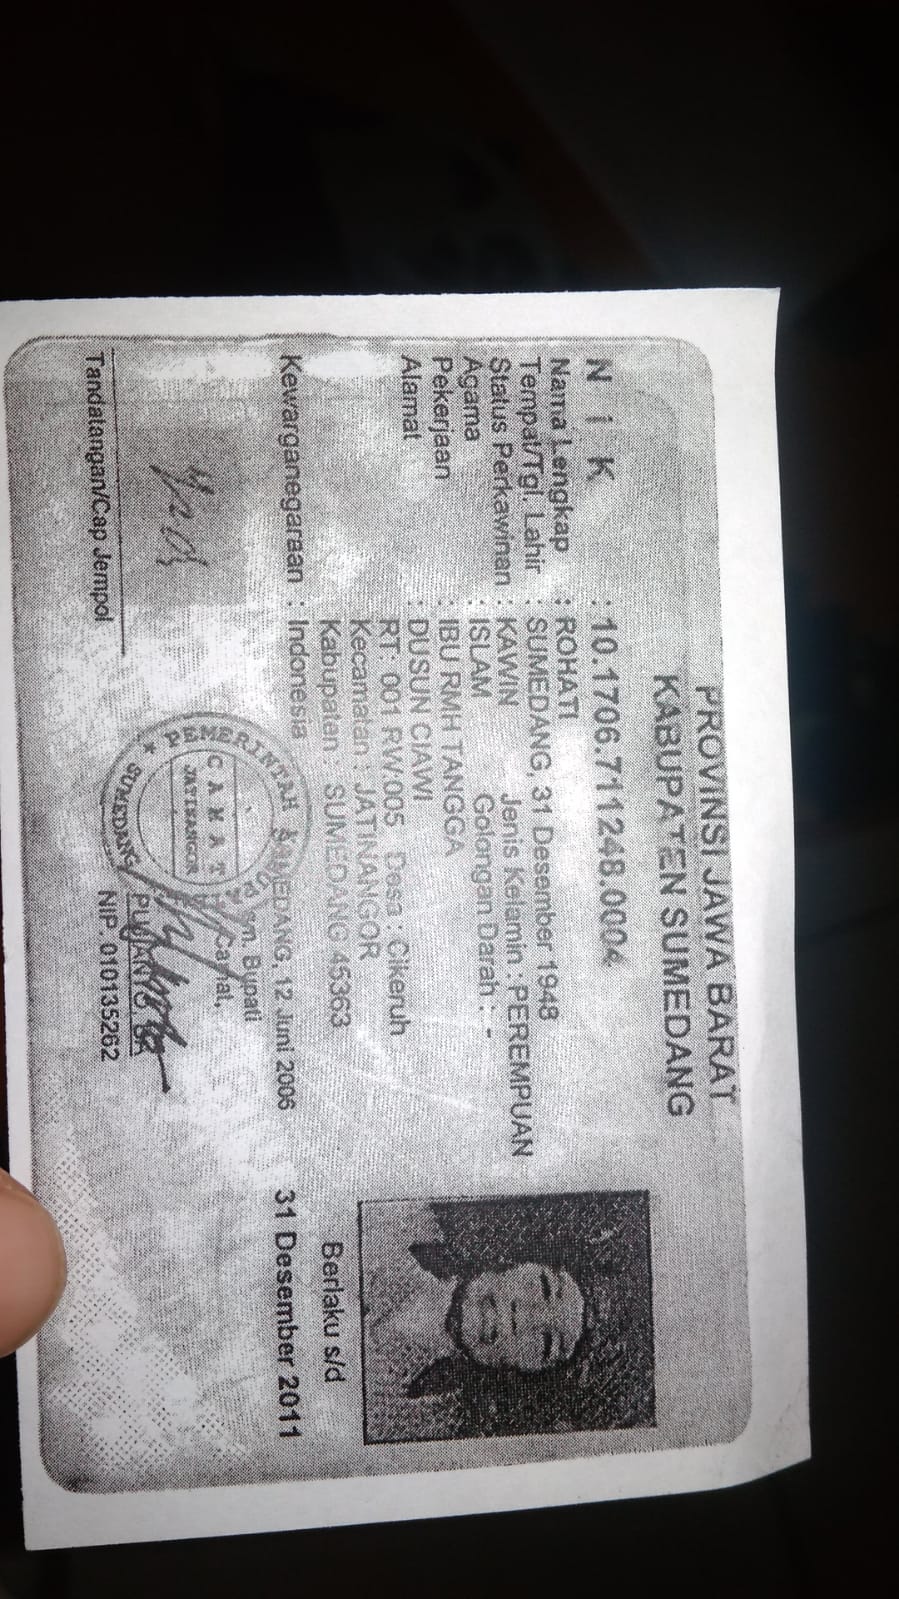 PROVINSI JAWA BARAT
KABUPATEN SUMEDANG
N i K : 10.1706.711248.0004
Nama Lengkap : ROHATI
Tempat/Tgl. Lahir : SUMEDANG, 31 Desember 1948
Status Perkawinan : KAWIN Jenis Kelamin : PEREMPUAN
Agama : ISLAM Golongan Darah : -
Pekerjaan : IBU RMH TANGGA
Alamat : DUSUN CIAWI
RT: 001 RW:005 Desa : Cikeruh
Kecamatan : JATINANGOR
Kabupaten : SUMEDANG 45363
Kewarganegaraan : Indonesia
Berlaku s/d
31 Desember 2011
SUMEDANG, 12 Juni 2006
Bupati
Camat,
PEMERINTAH KABUPATEN
CAMAT
JATINANGOR
SUMEDANG
NIP. 010135262
Tandatangan/Cap Jempol